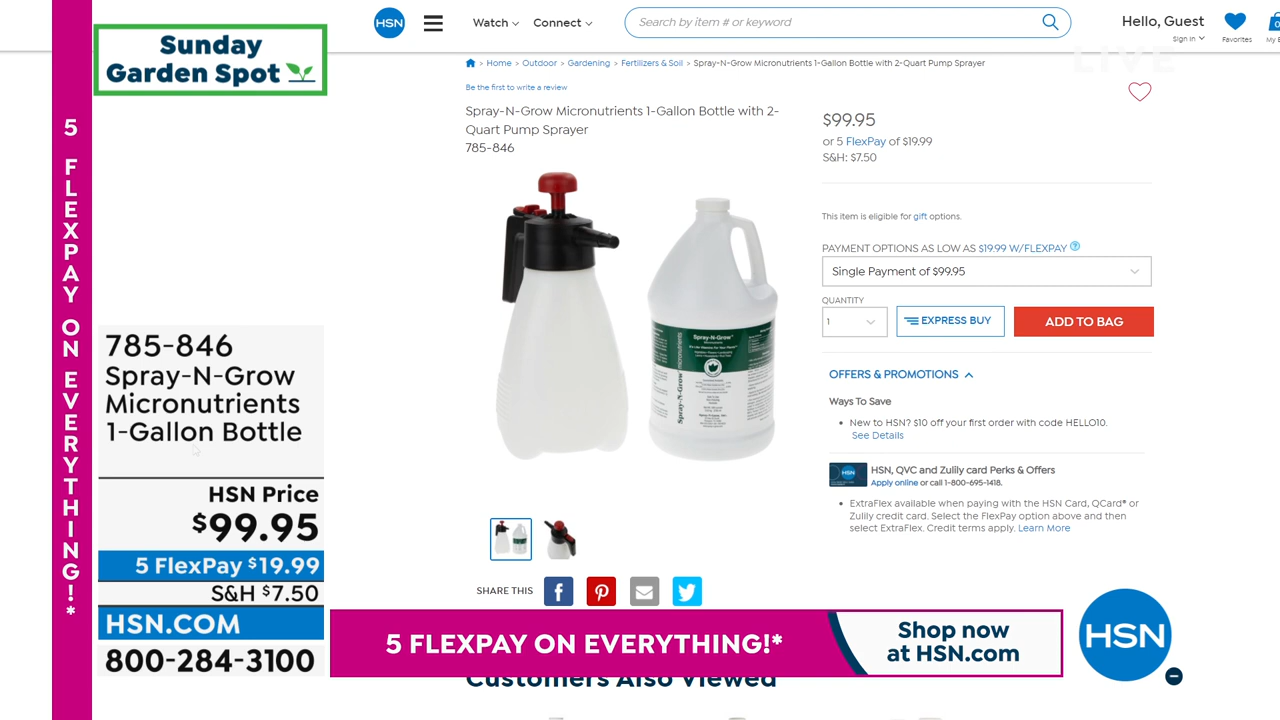 Sunday
Garden Spot
5 FLEXPAY ON EVERYTHING!*
785-846
Spray-N-Grow
Micronutrients
1-Gallon Bottle
HSN Price
$99.95
5 FlexPay $19.99
S&H $7.50
HSN.COM
800-284-3100
HSN
Watch
Connect
Search by item # or keyword
Hello, Guest
Sign In
Favorites
0
LIVE
> Home > Outdoor > Gardening > Fertilizers & Soil > Spray-N-Grow Micronutrients 1-Gallon Bottle with 2-Quart Pump Sprayer
Be the first to write a review
Spray-N-Grow Micronutrients 1-Gallon Bottle with 2-
Quart Pump Sprayer
785-846
Spray-N-Grow
micronutrients
Spray-N-Grow
$99.95
or 5 FlexPay of $19.99
S&H: $7.50
This item is eligible for gift options.
PAYMENT OPTIONS AS LOW AS $19.99 W/FLEXPAY ?
Single Payment of $99.95
QUANTITY
1
EXPRESS BUY
ADD TO BAG
OFFERS & PROMOTIONS
Ways To Save
• New to HSN? $10 off your first order with code HELLO10.
See Details
HSN
HSN, QVC and Zulily card Perks & Offers
Apply online or call 1-800-695-1418.
• ExtraFlex available when paying with the HSN Card, QCard® or
Zulily credit card. Select the FlexPay option above and then
select ExtraFlex. Credit terms apply. Learn More
SHARE THIS
5 FLEXPAY ON EVERYTHING!*
Shop now
at HSN.com
HSN
Customers Also Viewed